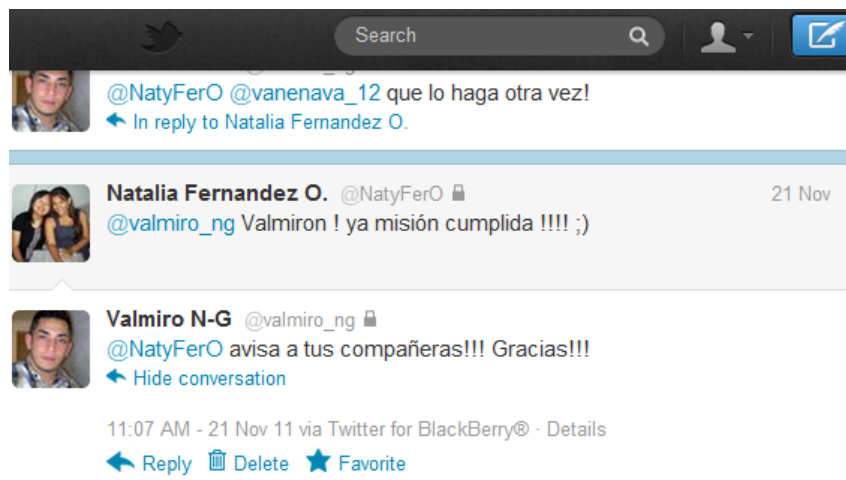 Search
@NatyFerO @vanenava_12 que lo haga otra vez!
In reply to Natalia Fernandez O.
Natalia Fernandez O. @NatyFerO 21 Nov
@valmiro_ng Valmiron ! ya misión cumplida !!!! ;)
Valmiro N-G @valmiro_ng
@NatyFerO avisa a tus compañeras!!! Gracias!!!
Hide conversation
11:07 AM - 21 Nov 11 via Twitter for BlackBerry® · Details
Reply Delete Favorite